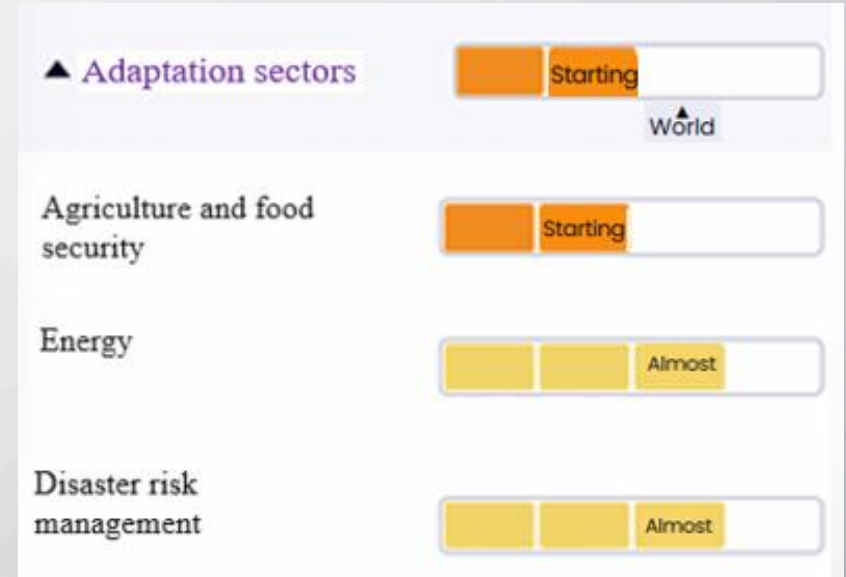 ▲ Adaptation sectors
Starting
World
Agriculture and food
security
Starting
Energy
Almost
Disaster risk
management
Almost